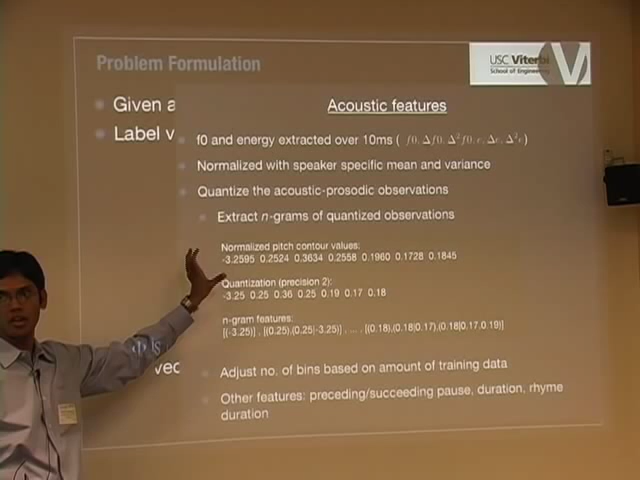 Problem Formulation
USC Viterbi
School of Engineering
Given a
Label v
Acoustic features
f0 and energy extracted over 10ms ( f0, Δf0, Δ²f0, e, Δe, Δ²e)
Normalized with speaker specific mean and variance
Quantize the acoustic-prosodic observations
Extract n-grams of quantized observations
Normalized pitch contour values:
-3.2595 0.2524 0.3634 0.2558 0.1960 0.1728 0.1845
Quantization (precision 2):
-3.25 0.25 0.36 0.25 0.19 0.17 0.18
n-gram features:
[(-3.25)] , [(0.25),(0.25|-3.25)] , ... , [(0.18),(0.18|0.17),(0.18|0.17,0.19)]
Adjust no. of bins based on amount of training data
Other features: preceding/succeeding pause, duration, rhyme
duration